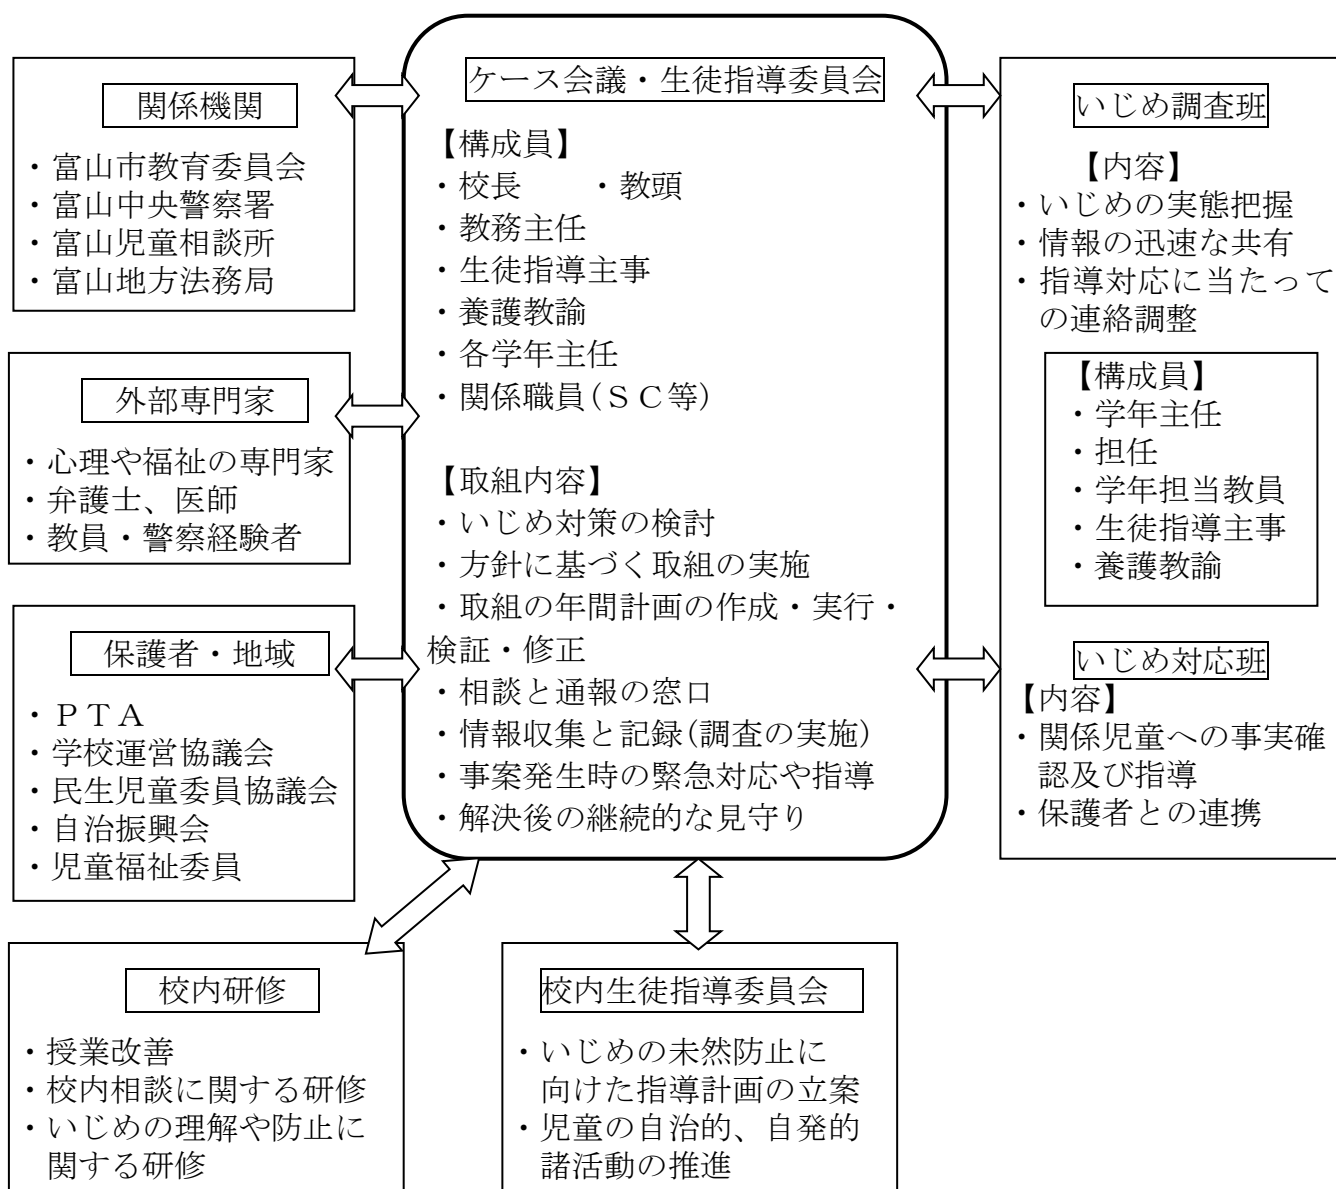 ケース会議・生徒指導委員会
【構成員】
・校長　　・教頭
・教務主任
・生徒指導主事
・養護教諭
・各学年主任
・関係職員(ＳＣ等)
【取組内容】
・いじめ対策の検討
・方針に基づく取組の実施
・取組の年間計画の作成・実行・
検証・修正
・相談と通報の窓口
・情報収集と記録(調査の実施)
・事案発生時の緊急対応や指導
・解決後の継続的な見守り
関係機関
・富山市教育委員会
・富山中央警察署
・富山児童相談所
・富山地方法務局
外部専門家
・心理や福祉の専門家
・弁護士、医師
・教員・警察経験者
保護者・地域
・ＰＴＡ
・学校運営協議会
・民生児童委員協議会
・自治振興会
・児童福祉委員
いじめ調査班
【内容】
・いじめの実態把握
・情報の迅速な共有
・指導対応に当たって
の連絡調整
【構成員】
・学年主任
・担任
・学年担当教員
・生徒指導主事
・養護教諭
いじめ対応班
【内容】
・関係児童への事実確
認及び指導
・保護者との連携
校内研修
・授業改善
・校内相談に関する研修
・いじめの理解や防止に
関する研修
校内生徒指導委員会
・いじめの未然防止に
向けた指導計画の立案
・児童の自治的、自発的
諸活動の推進